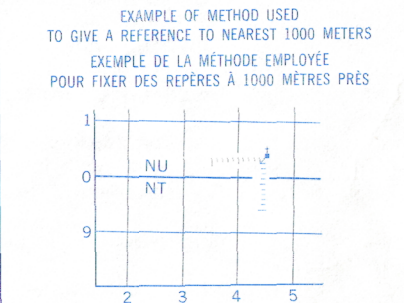 EXAMPLE OF METHOD USED
TO GIVE A REFERENCE TO NEAREST 1000 METERS
EXEMPLE DE LA MÉTHODE EMPLOYÉE
POUR FIXER DES REPÈRES À 1000 MÈTRES PRÈS
1
NU
0
NT
9
2 3 4 5